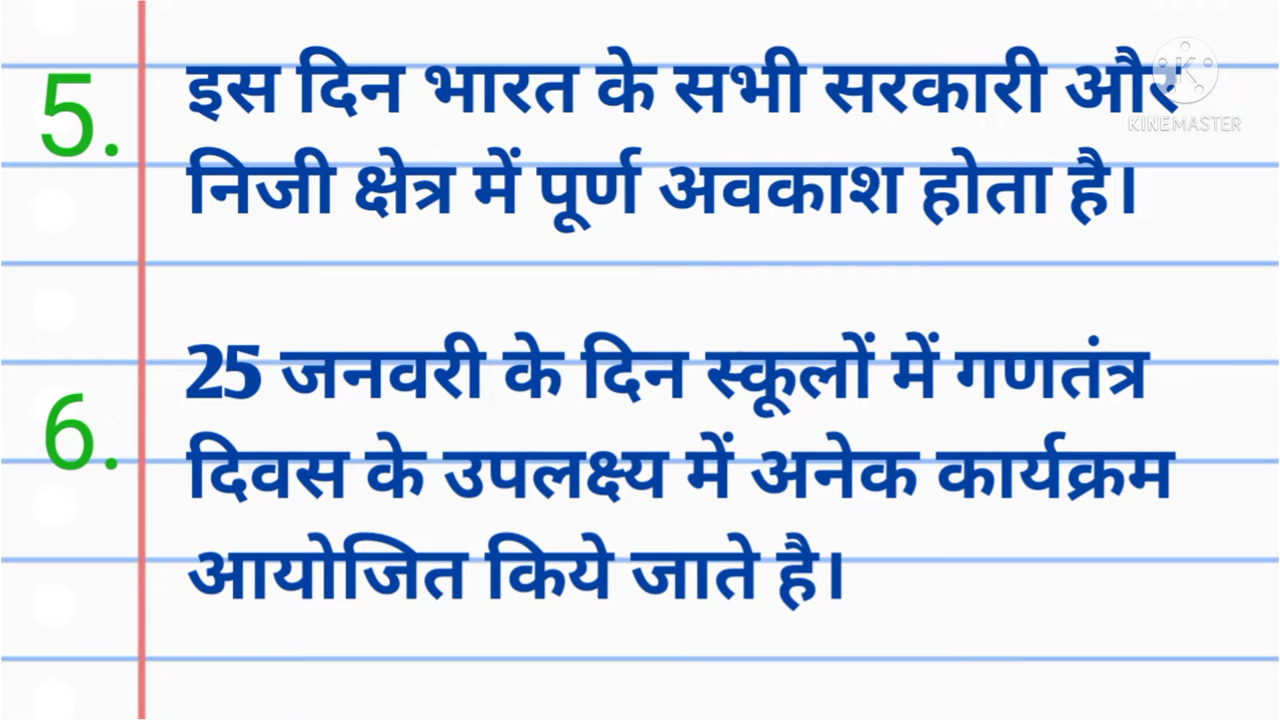 5. इस दिन भारत के सभी सरकारी और
निजी क्षेत्र में पूर्ण अवकाश होता है।
6. 25 जनवरी के दिन स्कूलों में गणतंत्र
दिवस के उपलक्ष्य में अनेक कार्यक्रम
आयोजित किये जाते है।
K
KINEMASTER